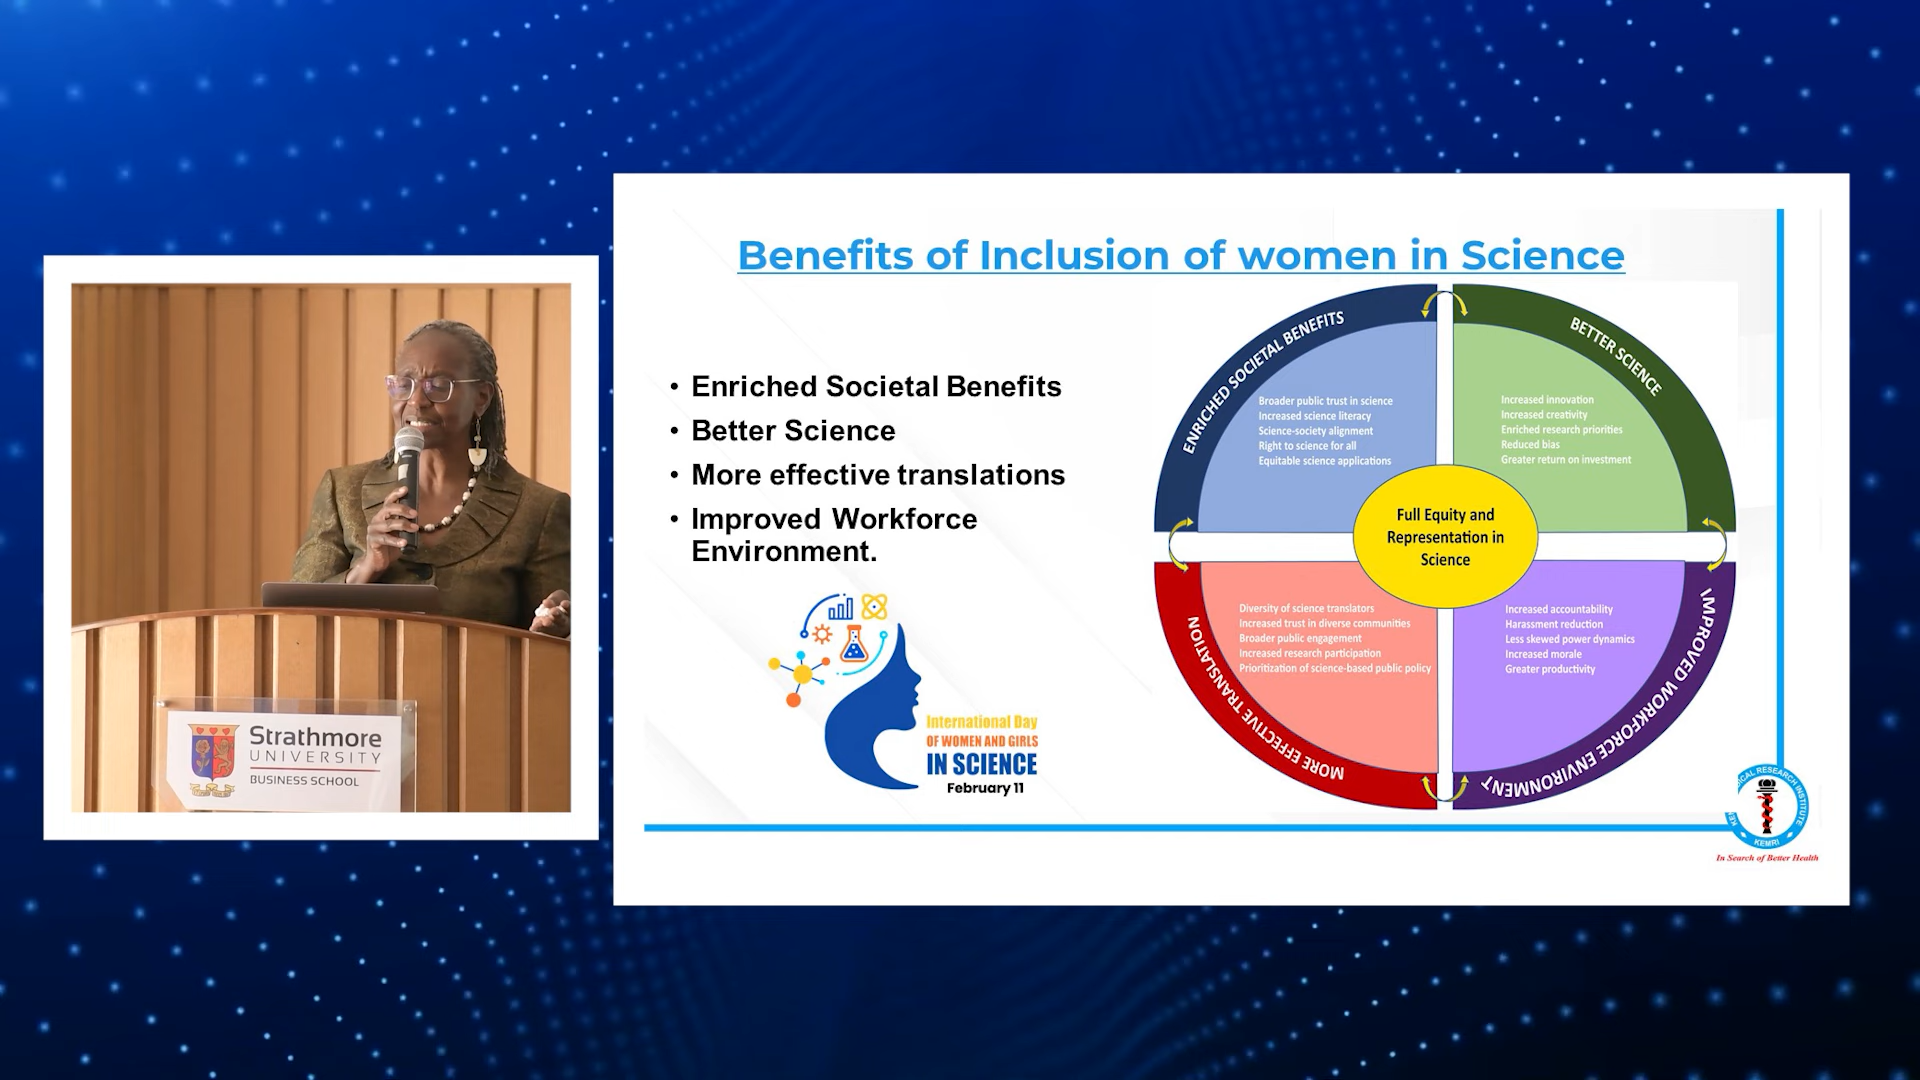 Benefits of Inclusion of women in Science
• Enriched Societal Benefits
• Better Science
• More effective translations
• Improved Workforce
Environment.
International Day
OF WOMEN AND GIRLS
IN SCIENCE
February 11
ENRICHED SOCIETAL BENEFITS
Broader public trust in science
Increased science literacy
Science-society alignment
Right to science for all
Equitable science applications
BETTER SCIENCE
Increased innovation
Increased creativity
Enriched research priorities
Reduced bias
Greater return on investment
Full Equity and
Representation in
Science
MORE EFFECTIVE TRANSLATION
Diversity of science translators
Increased trust in diverse communities
Broader public engagement
Increased research participation
Prioritization of science-based public policy
IMPROVED WORKFORCE ENVIRONMENT
Increased accountability
Harassment reduction
Less skewed power dynamics
Increased morale
Greater productivity
RESEARCH INSTITUTE
KEMRI
In Search of Better Health
Strathmore
UNIVERSITY
BUSINESS SCHOOL